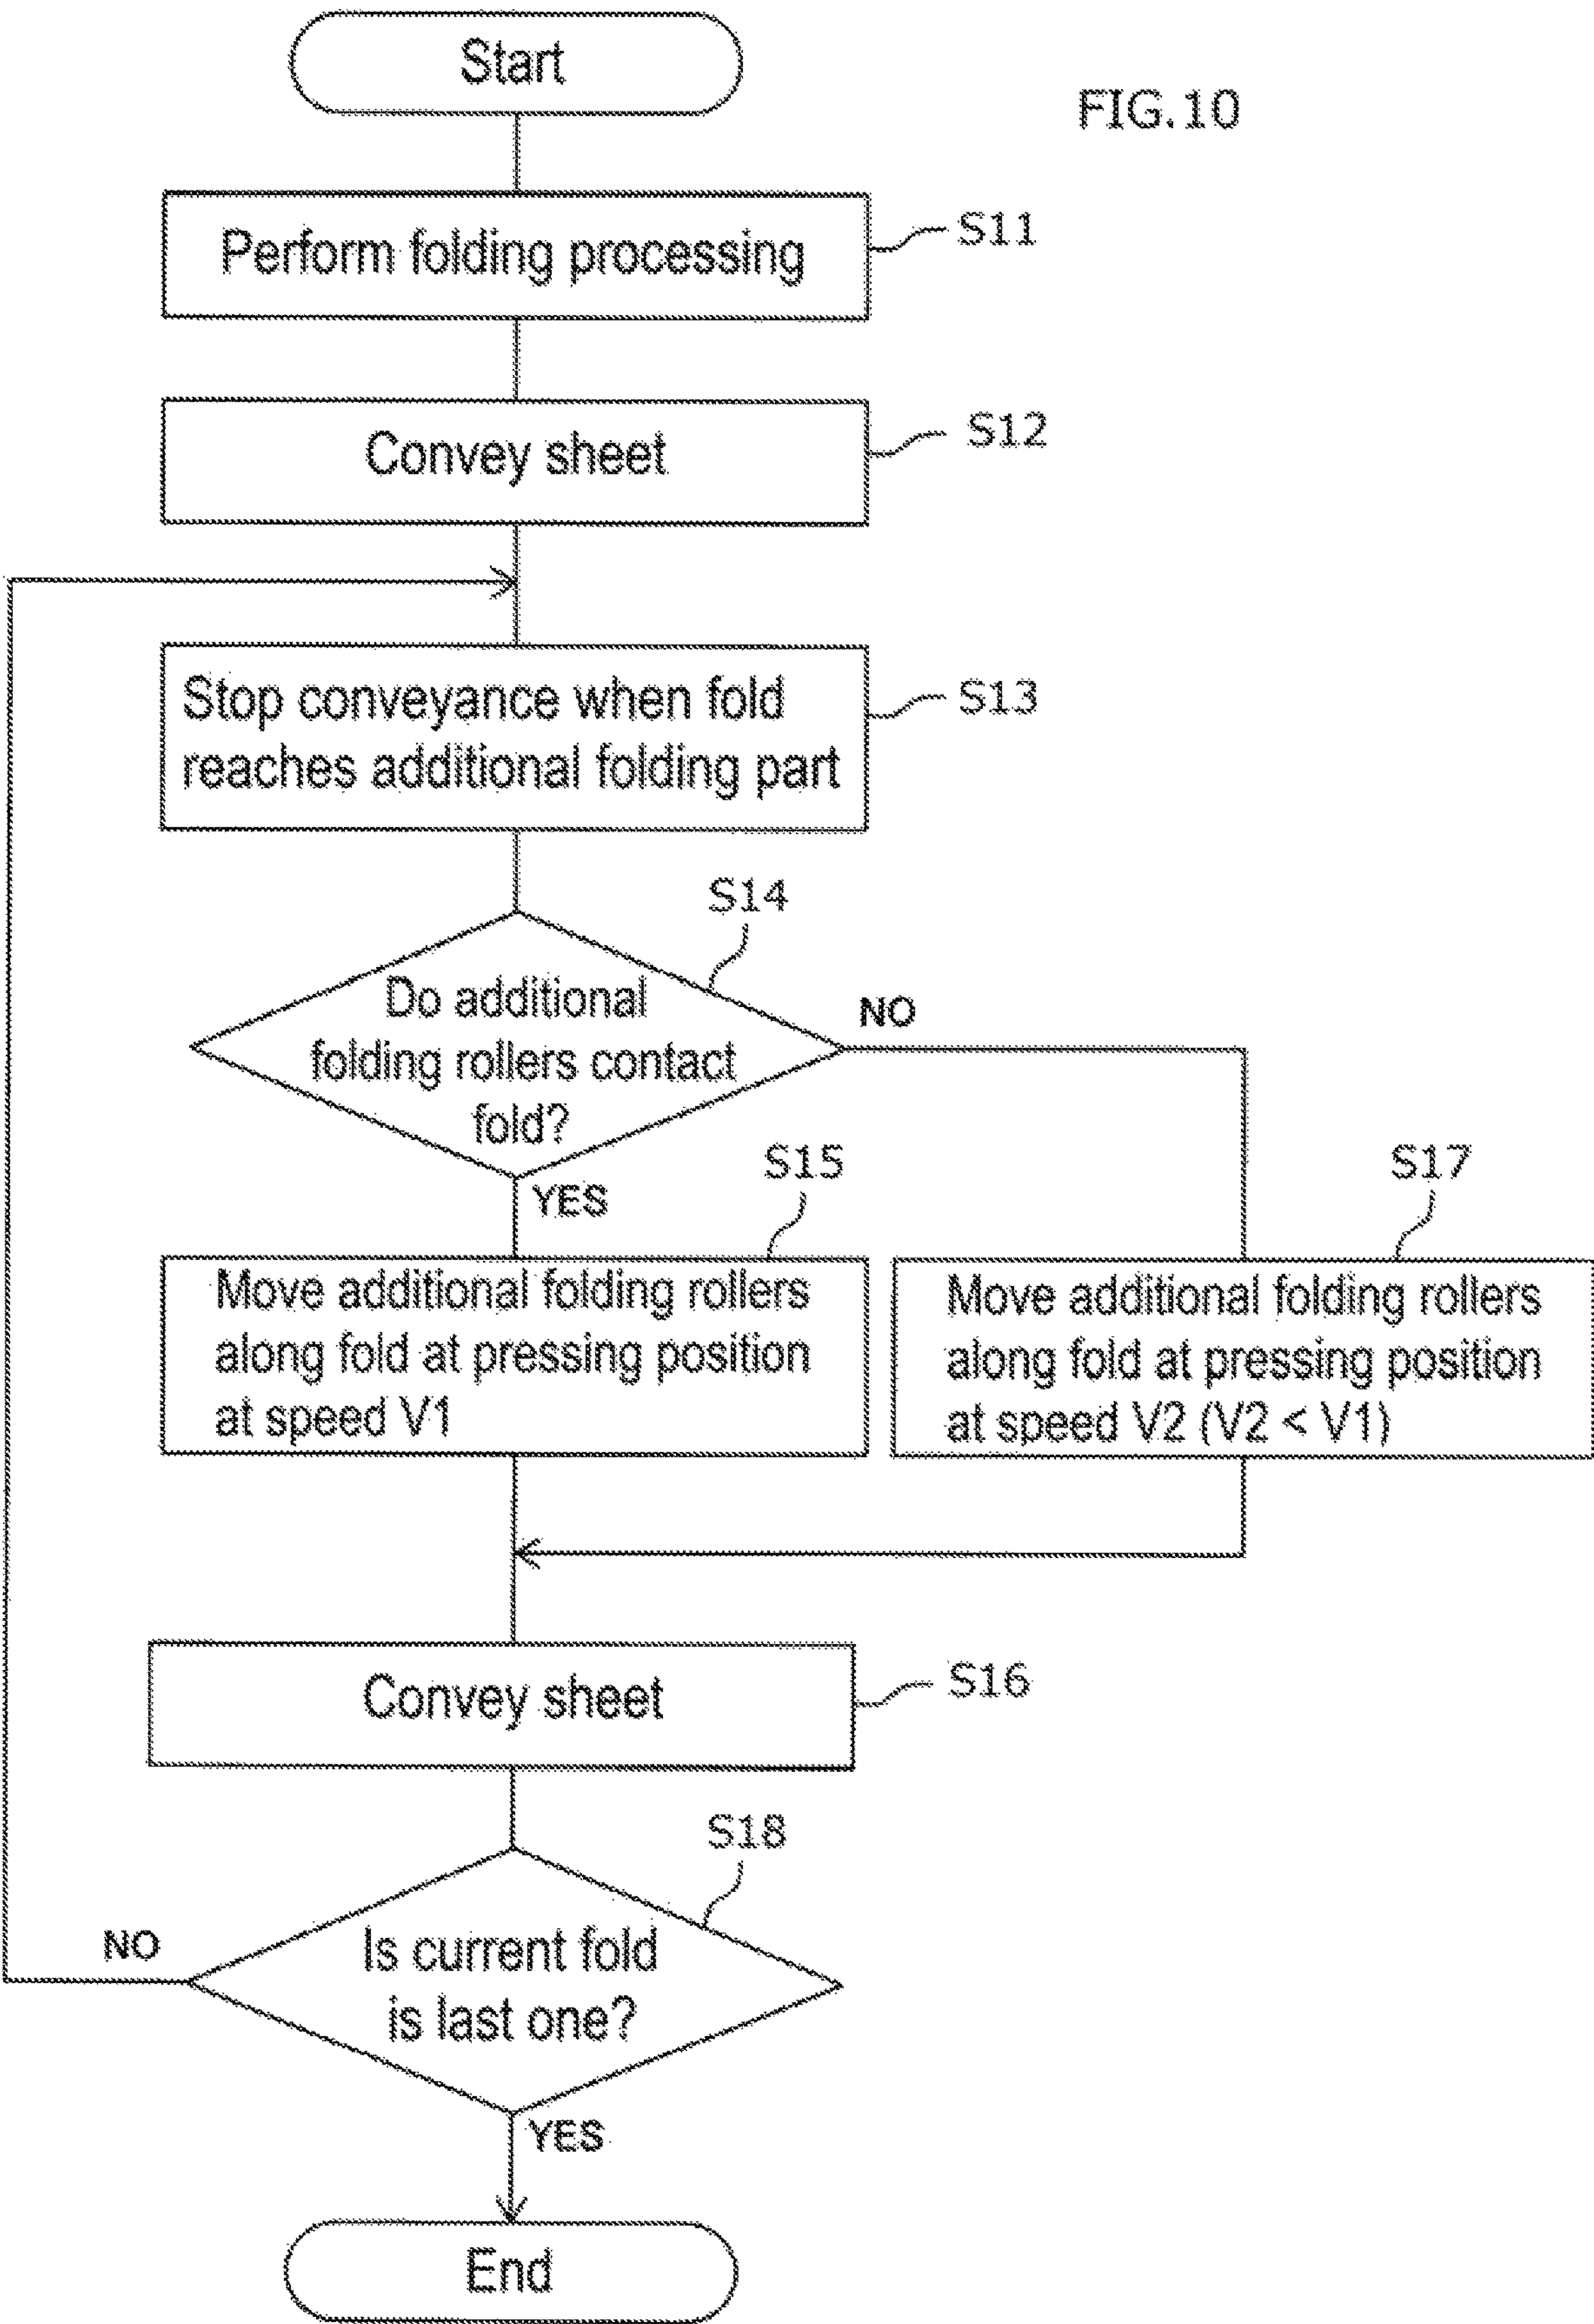 Start
FIG.10
Perform folding processing
S11
Convey sheet
S12
Stop conveyance when fold
reaches additional folding part
S13
S14
Do additional
folding rollers contact
fold?
NO
YES
S15
Move additional folding rollers
along fold at pressing position
at speed V1
S17
Move additional folding rollers
along fold at pressing position
at speed V2 (V2 < V1)
Convey sheet
S16
S18
Is current fold
is last one?
NO
YES
End